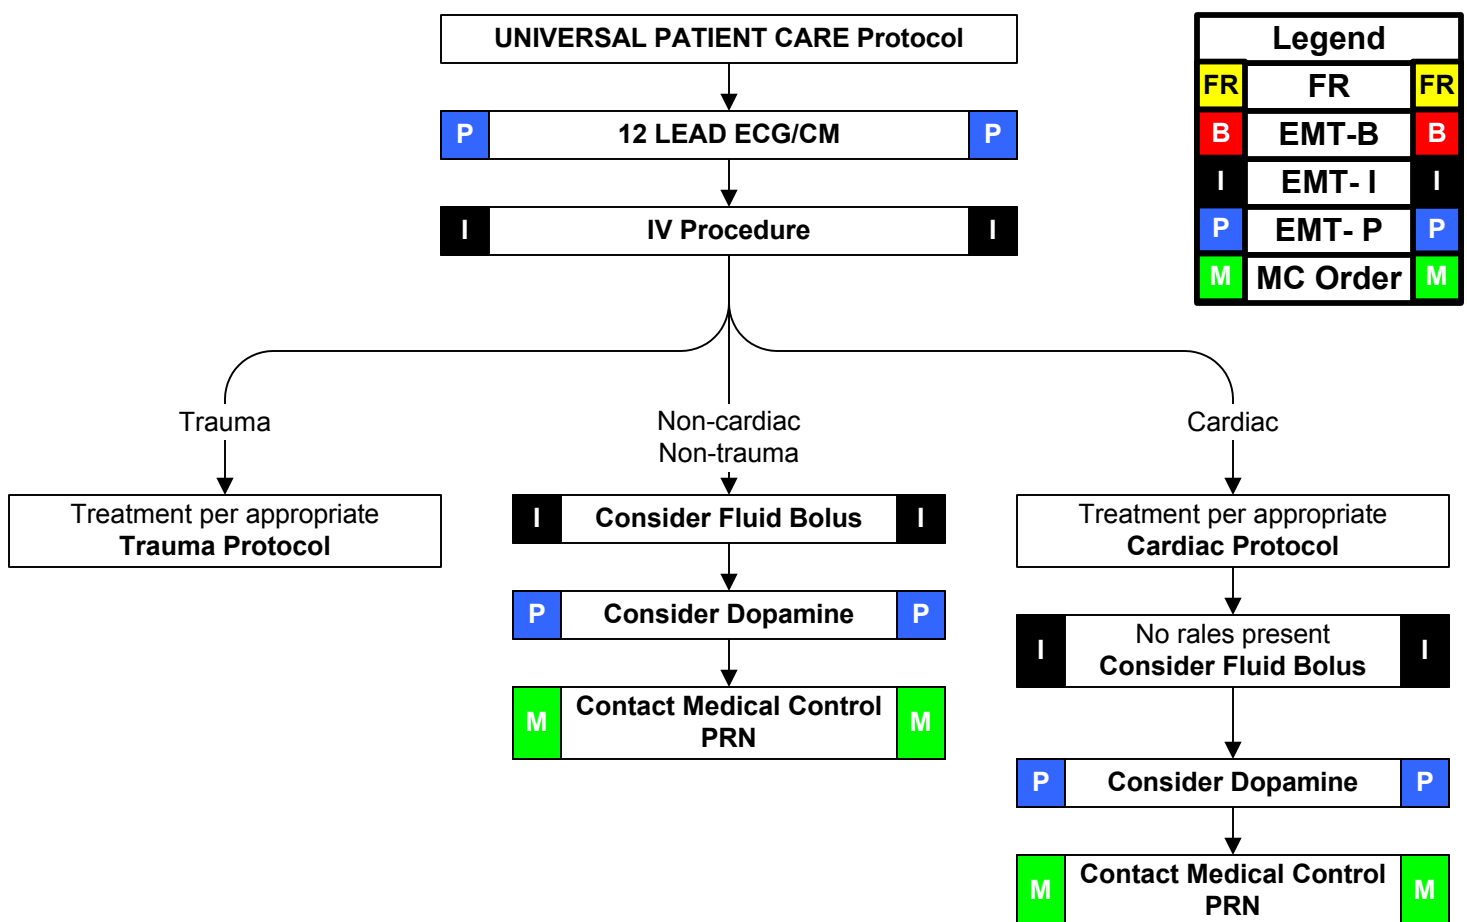 UNIVERSAL PATIENT CARE Protocol
P 12 LEAD ECG/CM P
I IV Procedure I
Legend
FR FR FR
B EMT-B B
I EMT- I I
P EMT- P P
M MC Order M
Trauma
Treatment per appropriate
Trauma Protocol
Non-cardiac
Non-trauma
I Consider Fluid Bolus I
P Consider Dopamine P
M Contact Medical Control M
PRN
Cardiac
Treatment per appropriate
Cardiac Protocol
I No rales present I
Consider Fluid Bolus
P Consider Dopamine P
M Contact Medical Control M
PRN